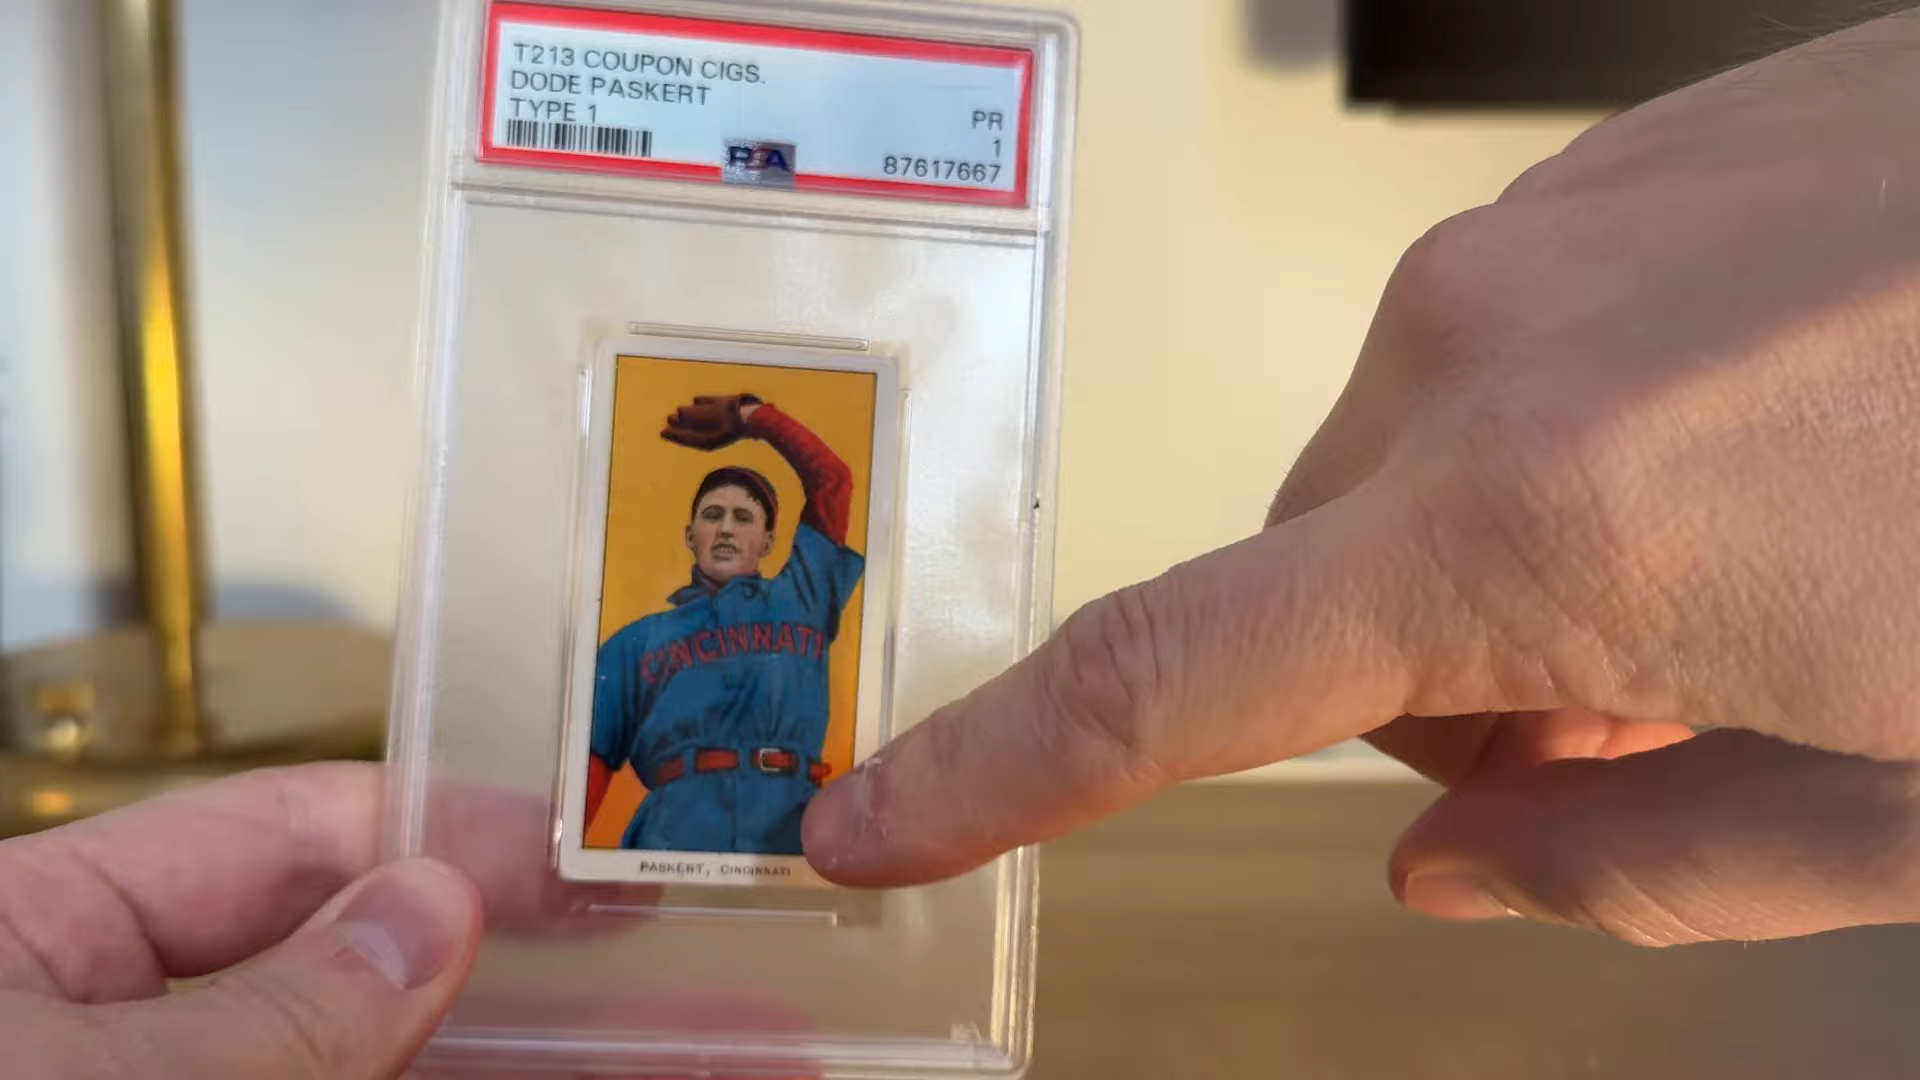 T213 COUPON CIGS.
DODE PASKERT
TYPE 1
PR
1
PSA
87617667
CINCINNATI
PASKERT, CINCINNATI